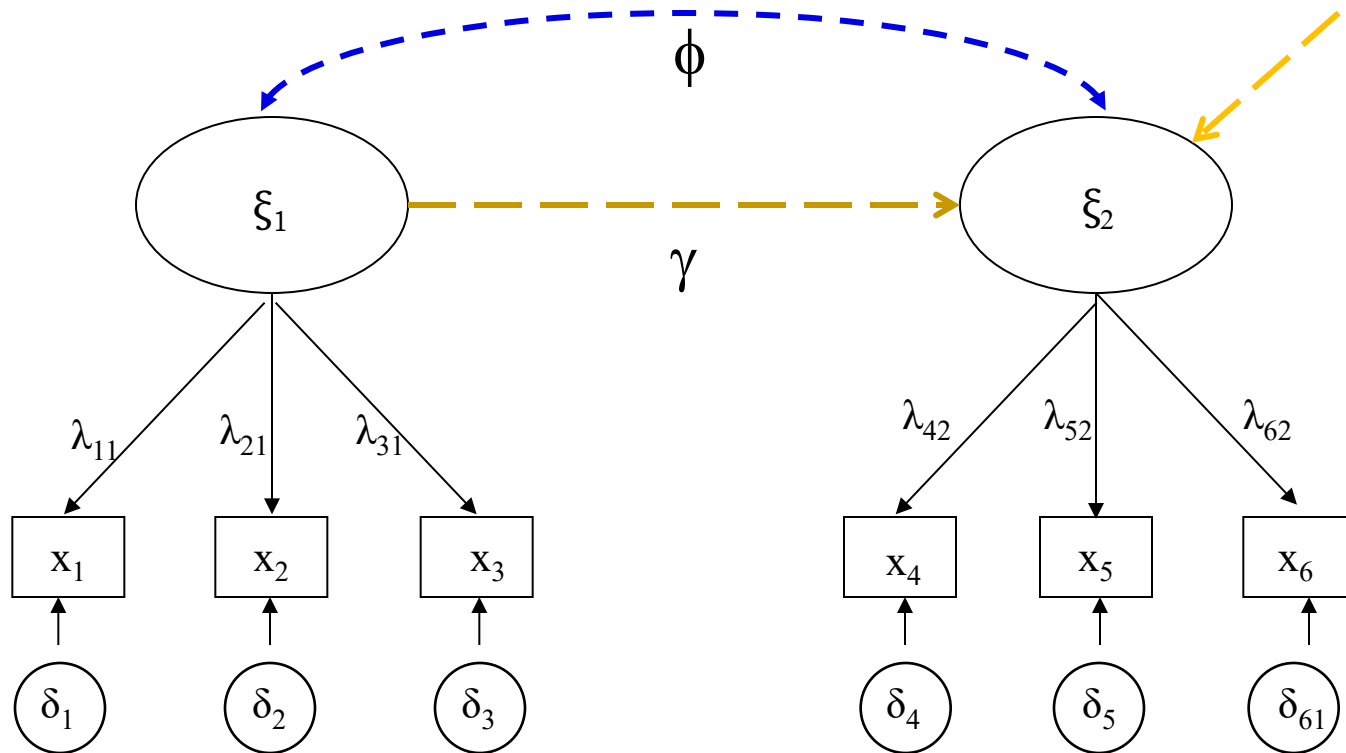 ϕ
ξ₁ ξ₂
γ
λ₁₁ λ₂₁ λ₃₁ λ₄₂ λ₅₂ λ₆₂
x₁ x₂ x₃ x₄ x₅ x₆
δ₁ δ₂ δ₃ δ₄ δ₅ δ₆₁